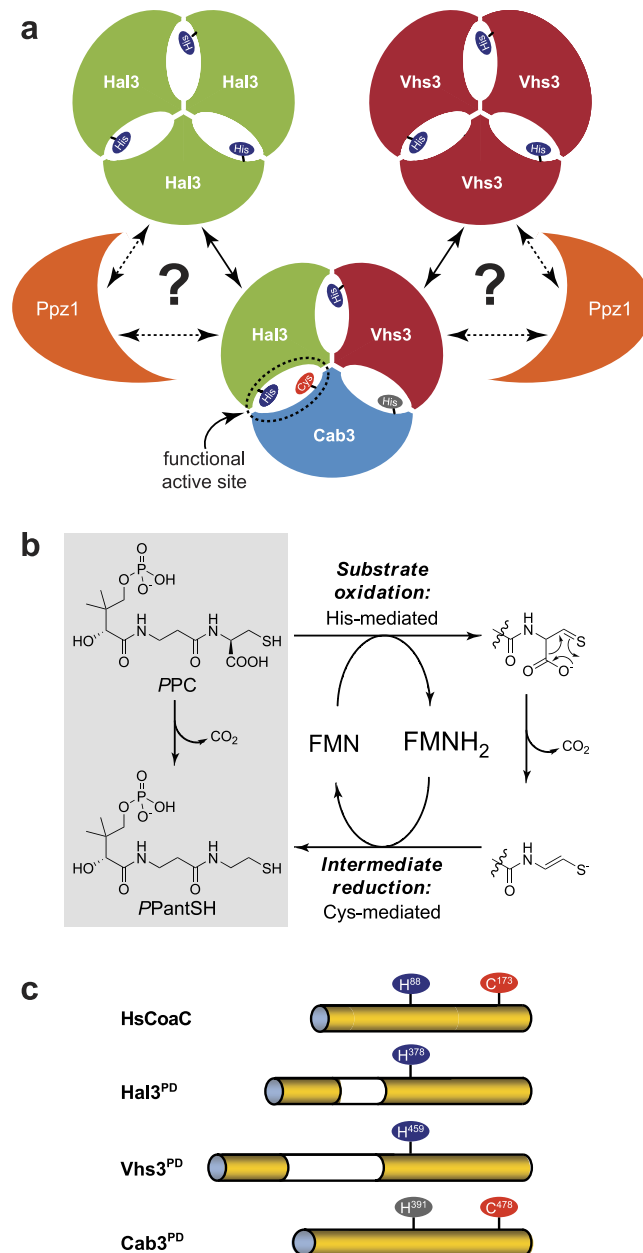 a
His
Hal3 Hal3
His His
Hal3
His
Vhs3 Vhs3
His His
Vhs3
Ppz1 ? ? Ppz1
His
Hal3 Vhs3
His Cys His
Cab3
functional
active site
b
O
O P OH
O-
HO
O
H
N
O
H
N
SH
COOH
PPC
CO2
O
O P OH
O-
HO
O
H
N
O
H
N
SH
PPantSH
Substrate
oxidation:
His-mediated
FMN FMNH2
Intermediate
reduction:
Cys-mediated
H
N
S
O
O
O-
CO2
H
N
S-
O
c
HsCoaC H88 C173
Hal3PD H378
Vhs3PD H459
Cab3PD H391 C478